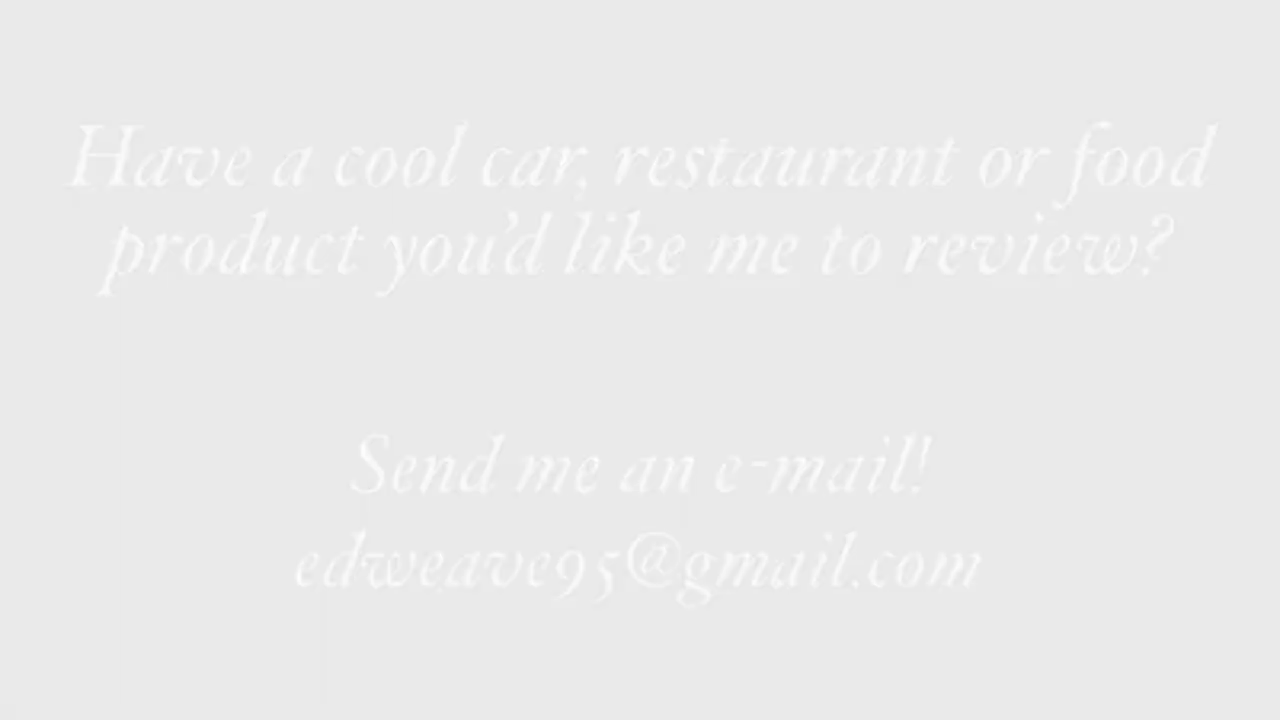 Have a cool car, restaurant or food
product you'd like me to review?
Send me an e-mail!
edweave95@gmail.com